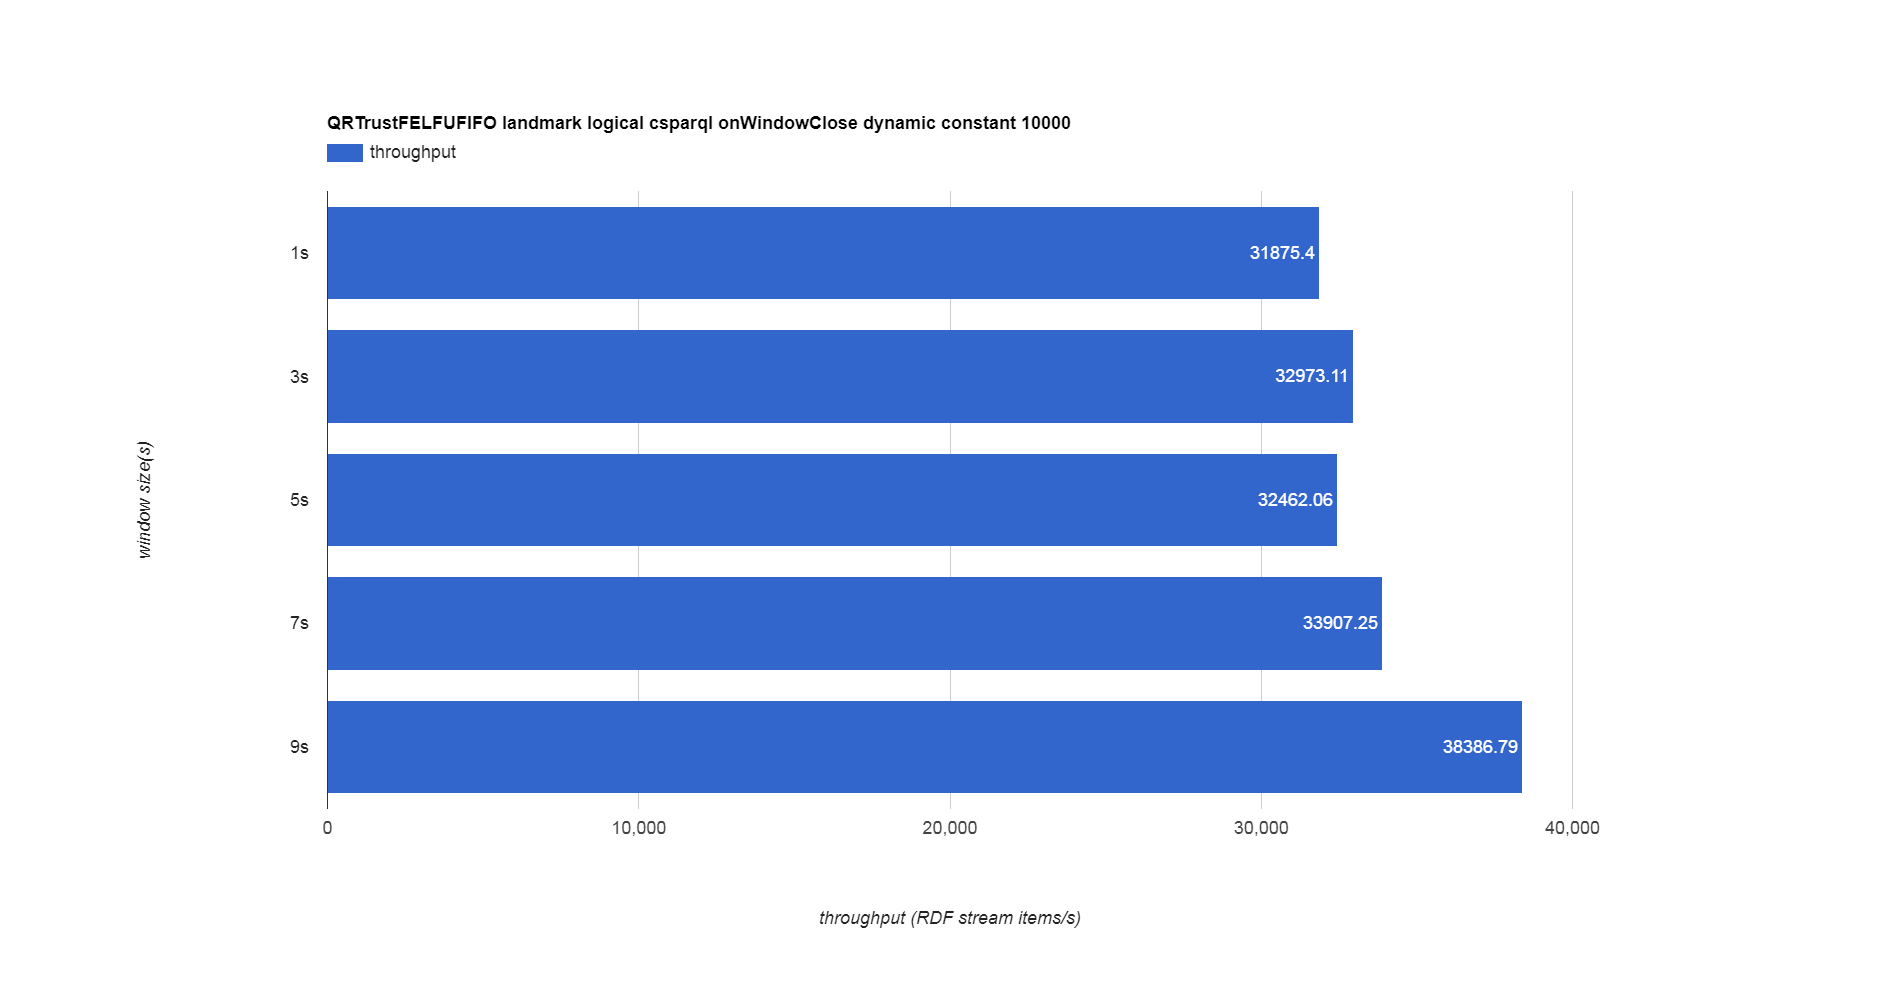 QRTrustFELFUFIFO landmark logical csparql onWindowClose dynamic constant 10000
throughput
1s
31875.4
3s
32973.11
5s
32462.06
7s
33907.25
9s
38386.79
0
10,000
20,000
30,000
40,000
window size(s)
throughput (RDF stream items/s)